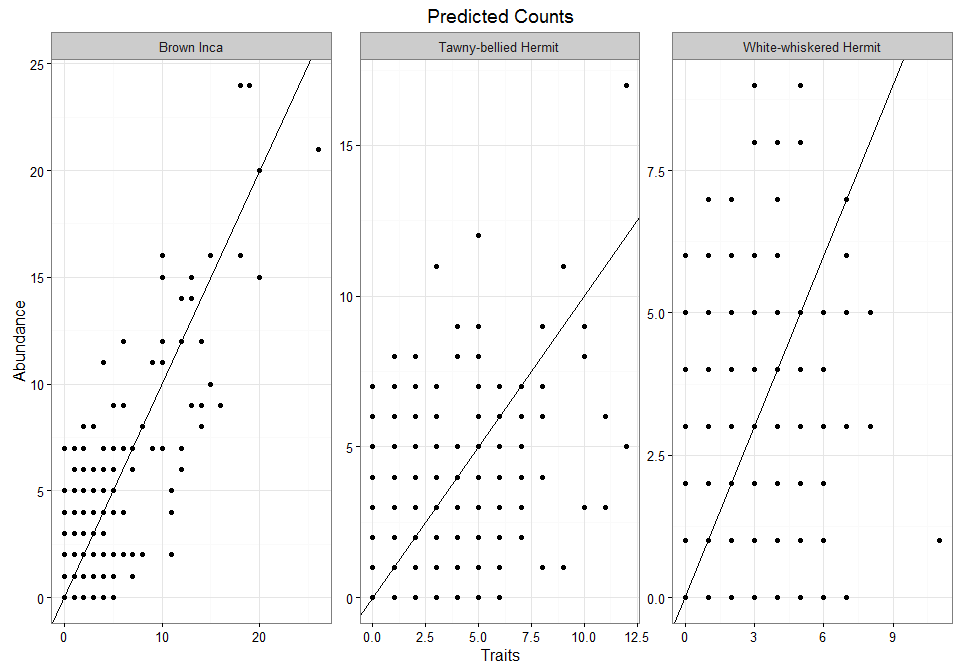 Predicted Counts
Brown Inca
Tawny-bellied Hermit
White-whiskered Hermit
Abundance
25
20
15
10
5
0
15
10
5
0
7.5
5.0
2.5
0.0
0 10 20
0.0 2.5 5.0 7.5 10.0 12.5
0 3 6 9
Traits